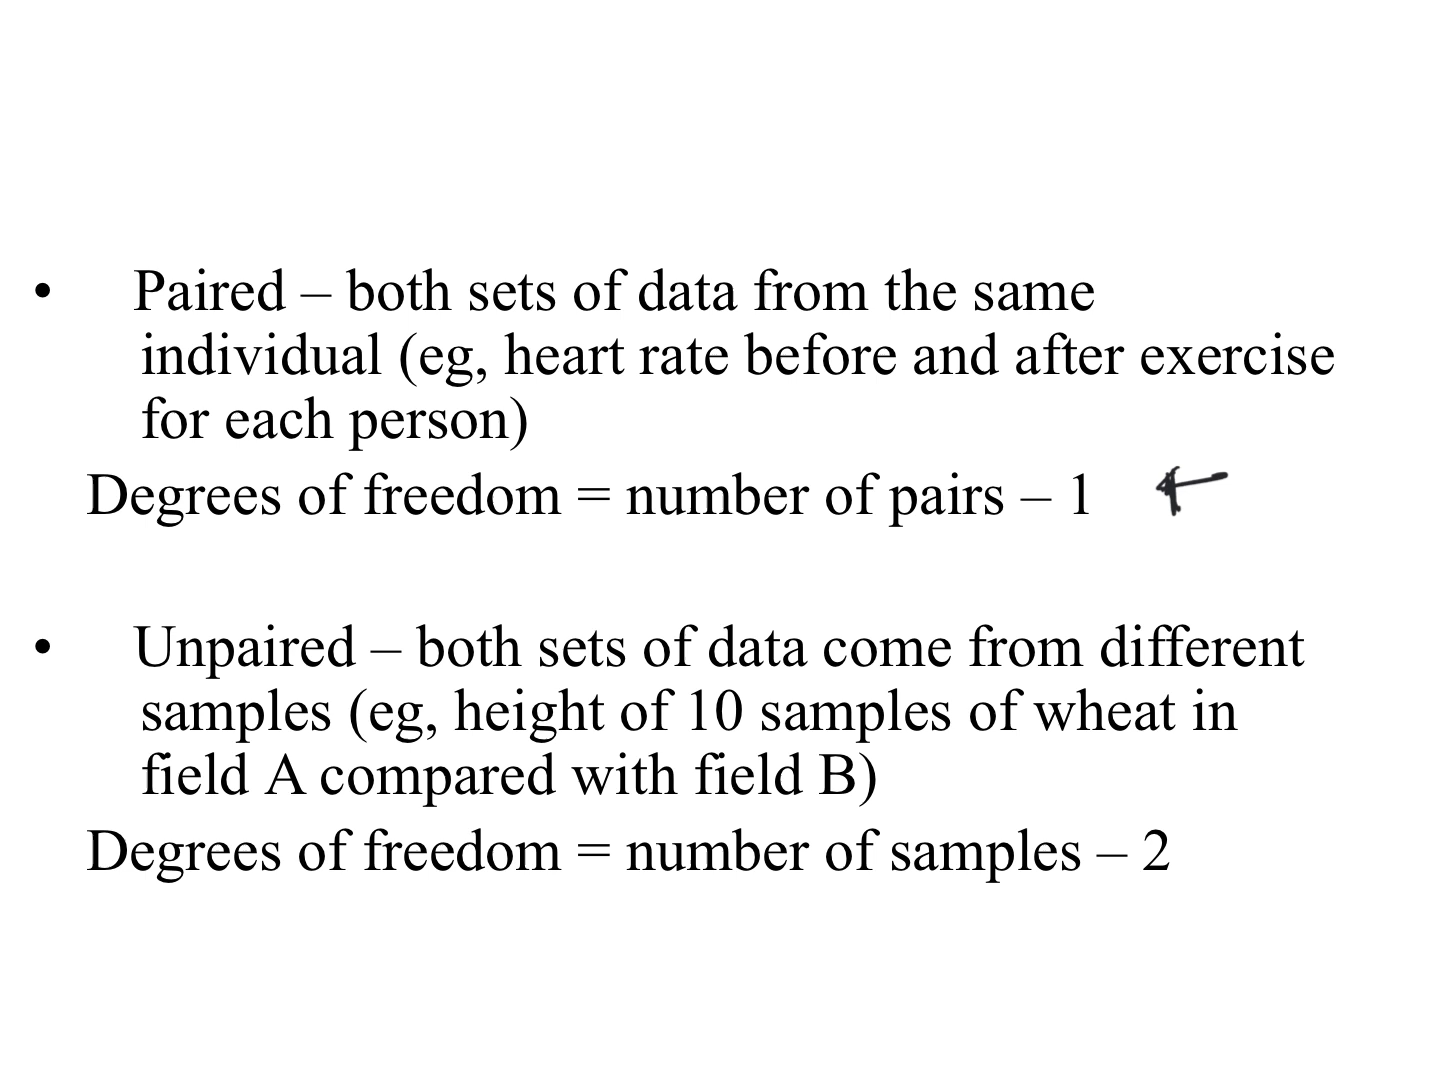 • Paired – both sets of data from the same
individual (eg, heart rate before and after exercise
for each person)
Degrees of freedom = number of pairs – 1
• Unpaired – both sets of data come from different
samples (eg, height of 10 samples of wheat in
field A compared with field B)
Degrees of freedom = number of samples – 2